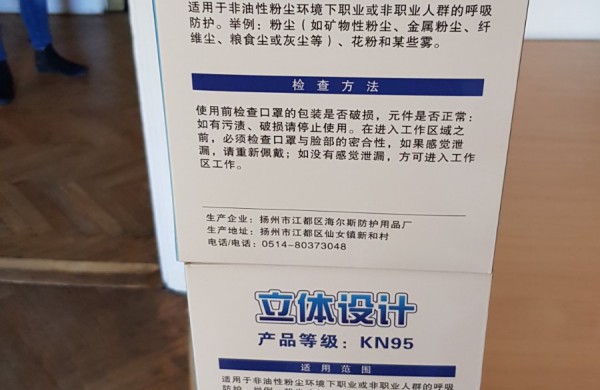 适用于非油性粉尘环境下职业或非职业人群的呼吸
防护。举例：粉尘（如矿物性粉尘、金属粉尘、纤
维尘、粮食尘或灰尘等）、花粉和某些雾。
检查方法
使用前检查口罩的包装是否破损，元件是否正常：
如有污渍、破损请停止使用。在进入工作区域之
前，必须检查口罩与脸部的密合性，如果感觉泄
漏，请重新佩戴；如没有感觉泄漏，方可进入工作
区工作。
生产企业：扬州市江都区海尔斯防护用品厂
生产地址：扬州市江都区仙女镇新和村
电话/电话：0514-80373048
立体设计
产品等级：KN95
适用范围
适用于非油性粉尘环境下职业或非职业人群的呼吸